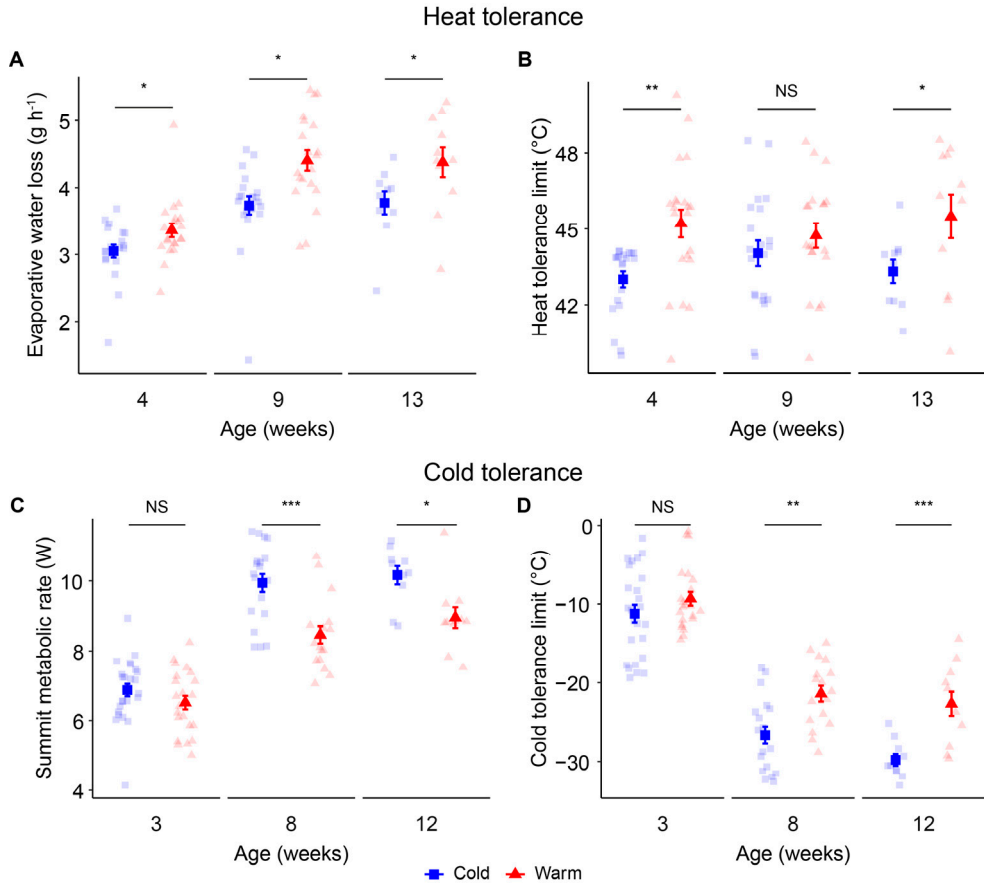 Heat tolerance
A
B
* * *
** NS *
Evaporative water loss (g h⁻¹)
5
4
3
2
Heat tolerance limit (°C)
48
45
42
4 9 13
Age (weeks)
4 9 13
Age (weeks)
Cold tolerance
C
D
NS *** *
NS ** ***
Summit metabolic rate (W)
10
8
6
4
Cold tolerance limit (°C)
0
−10
−20
−30
3 8 12
Age (weeks)
3 8 12
Age (weeks)
Cold Warm